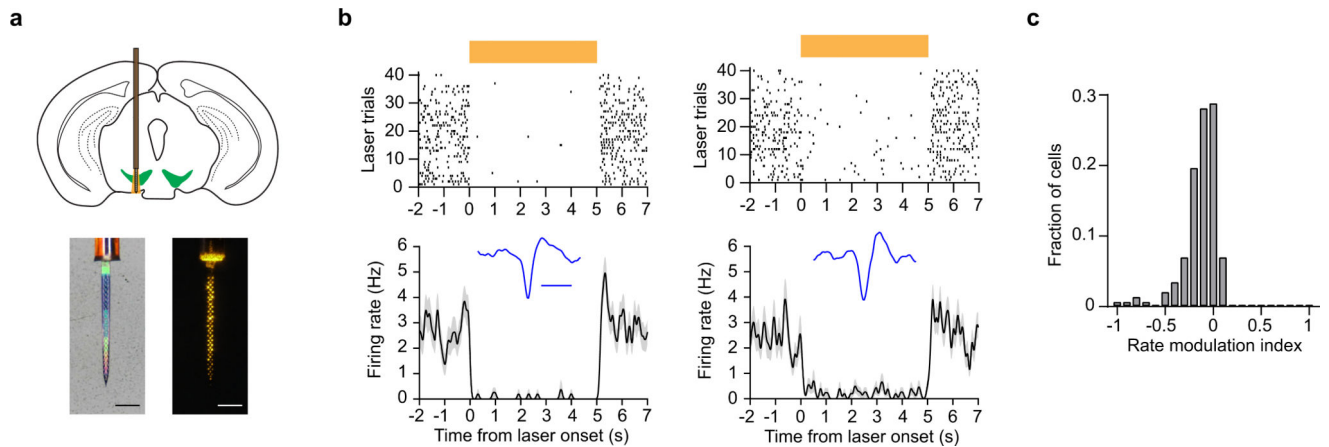 a
b
c
Laser trials
40
30
20
10
0
-2 -1 0 1 2 3 4 5 6 7
Firing rate (Hz)
6
5
4
3
2
1
0
-2 -1 0 1 2 3 4 5 6 7
Time from laser onset (s)
Laser trials
40
30
20
10
0
-2 -1 0 1 2 3 4 5 6 7
Firing rate (Hz)
6
5
4
3
2
1
0
-2 -1 0 1 2 3 4 5 6 7
Time from laser onset (s)
Fraction of cells
0.3
0.2
0.1
0
-1 -0.5 0 0.5 1
Rate modulation index